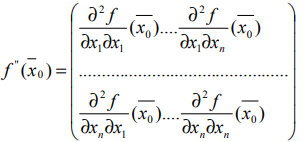 f"(x̄₀) = ( ∂²f/∂x₁∂x₁ (x̄₀).... ∂²f/∂x₁∂xₙ (x̄₀)
..........................................
∂²f/∂xₙ∂x₁ (x̄₀).... ∂²f/∂xₙ∂xₙ (x̄₀) )